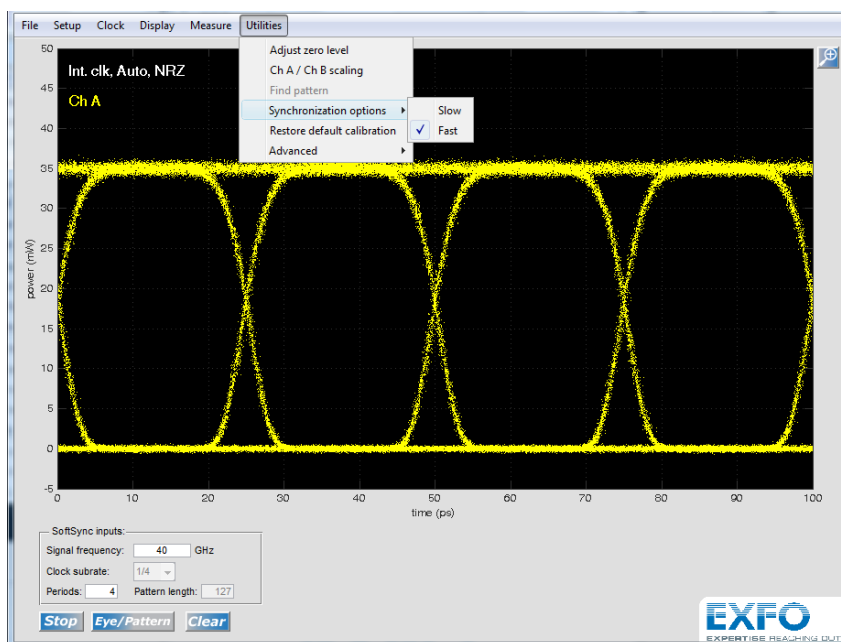 File Setup Clock Display Measure Utilities
Adjust zero level
Ch A / Ch B scaling
Find pattern
Synchronization options
Slow
Restore default calibration
Fast
Advanced
Int. clk, Auto, NRZ
Ch A
50
45
40
35
30
25
20
15
10
5
0
-5
power (mW)
0 10 20 30 40 50 60 70 80 90 100
time (ps)
SoftSync inputs:
Signal frequency: 40 GHz
Clock subrate: 1/4
Periods: 4 Pattern length: 127
Stop Eye/Pattern Clear
EXFO
EXPERTISE REACHING OUT